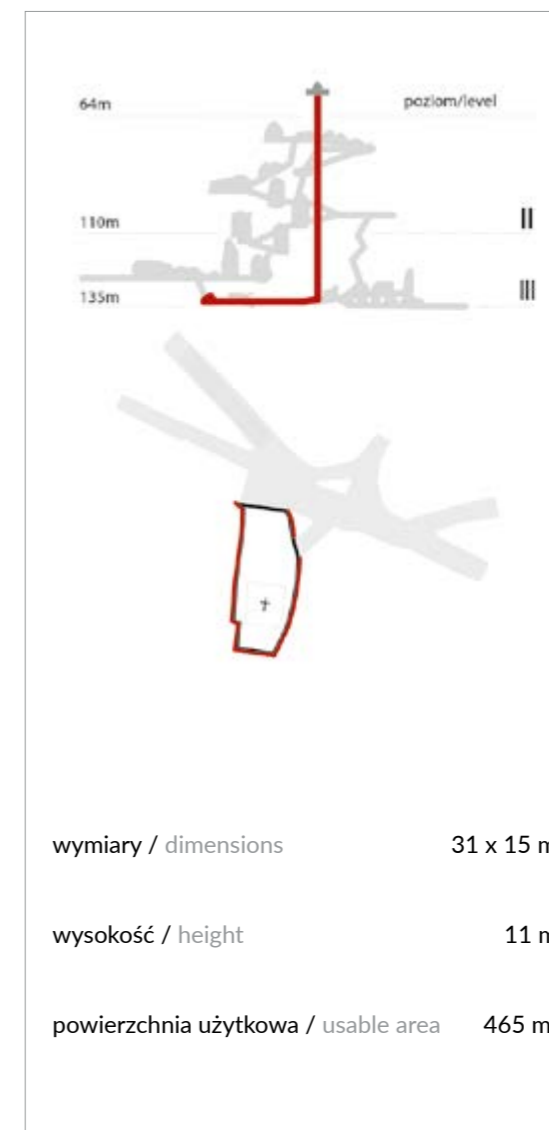 64m poziom/level
110m II
135m III
✝
wymiary / dimensions 31 x 15 m
wysokość / height 11 m
powierzchnia użytkowa / usable area 465 m